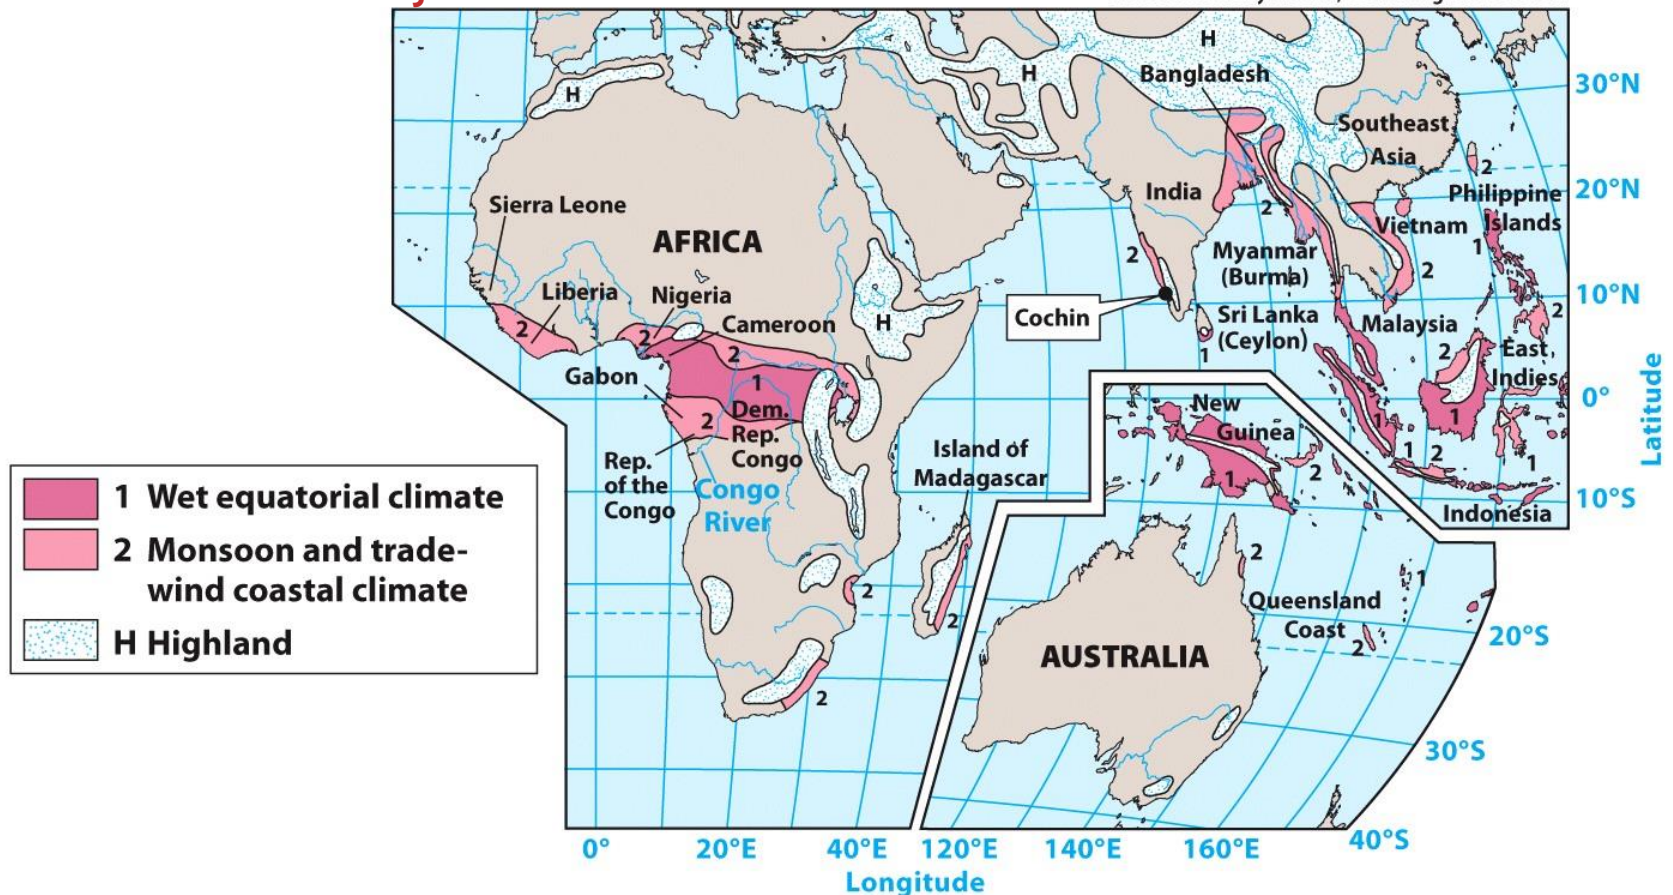 H
H
H
Bangladesh
Southeast
Asia
30°N
2
20°N
India
Philippine
Islands
Sierra Leone
AFRICA
2
Vietnam
1
2
Myanmar
(Burma)
2
10°N
Liberia
Nigeria
2
2
Cameroon
H
Cochin
Sri Lanka
(Ceylon)
1
Malaysia
2
East
Indies
2
2
Gabon
1
Dem.
Rep.
Congo
2
0°
1
1
Latitude
New
Guinea
1
2
1
2
1
Rep.
of the
Congo
Congo
River
Island of
Madagascar
10°S
Indonesia
1 Wet equatorial climate
2 Monsoon and trade-
wind coastal climate
H Highland
2
2
2
2
1
Queensland
Coast
2
20°S
AUSTRALIA
30°S
40°S
0°
20°E
40°E
120°E
140°E
160°E
Longitude